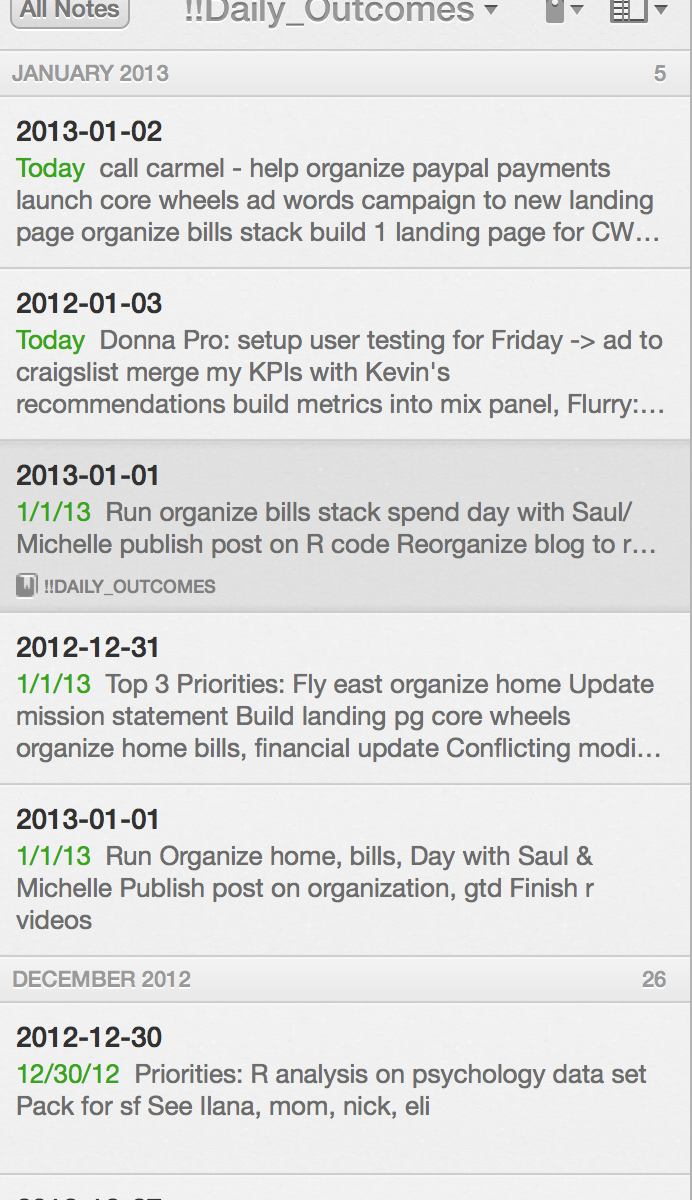 All Notes !!Daily_Outcomes
JANUARY 2013 5
2013-01-02
Today call carmel - help organize paypal payments
launch core wheels ad words campaign to new landing
page organize bills stack build 1 landing page for CW…
2012-01-03
Today Donna Pro: setup user testing for Friday -> ad to
craigslist merge my KPIs with Kevin's
recommendations build metrics into mix panel, Flurry:…
2013-01-01
1/1/13 Run organize bills stack spend day with Saul/
Michelle publish post on R code Reorganize blog to r…
!!DAILY_OUTCOMES
2012-12-31
1/1/13 Top 3 Priorities: Fly east organize home Update
mission statement Build landing pg core wheels
organize home bills, financial update Conflicting modi…
2013-01-01
1/1/13 Run Organize home, bills, Day with Saul &
Michelle Publish post on organization, gtd Finish r
videos
DECEMBER 2012 26
2012-12-30
12/30/12 Priorities: R analysis on psychology data set
Pack for sf See Ilana, mom, nick, eli